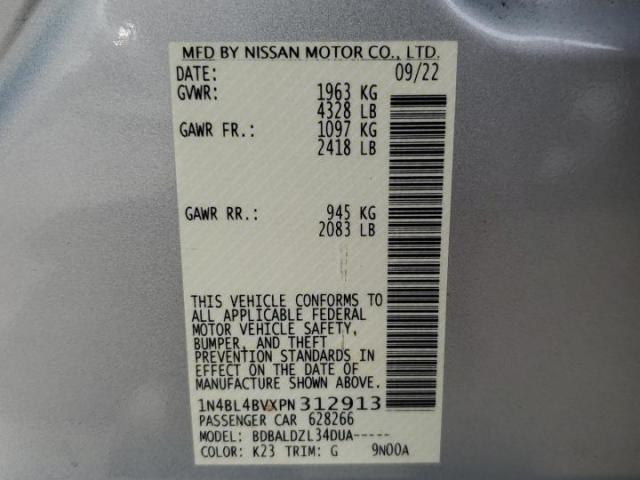 MFD BY NISSAN MOTOR CO., LTD.
DATE: 09/22
GVWR: 1963 KG
4328 LB
GAWR FR.: 1097 KG
2418 LB
GAWR RR.: 945 KG
2083 LB
THIS VEHICLE CONFORMS TO
ALL APPLICABLE FEDERAL
MOTOR VEHICLE SAFETY,
BUMPER, AND THEFT
PREVENTION STANDARDS IN
EFFECT ON THE DATE OF
MANUFACTURE SHOWN ABOVE.
1N4BL4BVXPN312913
PASSENGER CAR 628266
MODEL: BDBALDZL34DUA-----
COLOR: K23 TRIM: G 9N00A